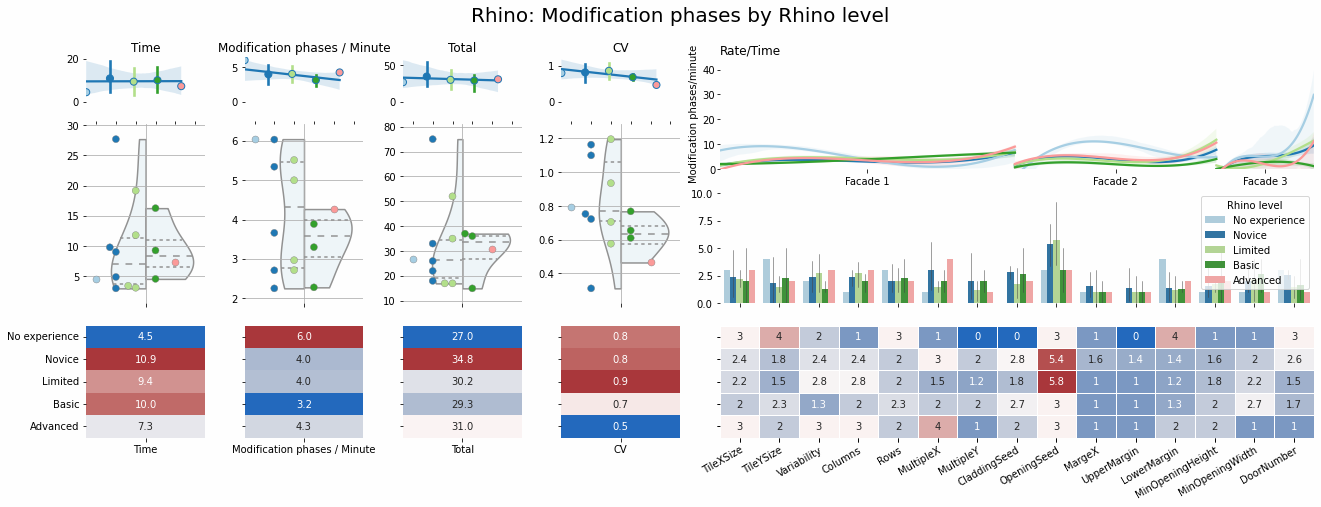 Rhino: Modification phases by Rhino level
Time
Modification phases / Minute
Total
CV
Rate/Time
20
0
5
0
50
0
1
0
Modification phases/minute
40
30
20
10
0
Facade 1
Facade 2
Facade 3
30
25
20
15
10
5
6
5
4
3
2
80
70
60
50
40
30
20
10
1.2
1.0
0.8
0.6
0.4
10.0
7.5
5.0
2.5
0.0
Rhino level
No experience
Novice
Limited
Basic
Advanced
No experience 4.5 6.0 27.0 0.8 3 4 2 1 3 1 0 0 3 1 0 4 1 1 3
Novice 10.9 4.0 34.8 0.8 2.4 1.8 2.4 2.4 2 3 2 2.8 5.4 1.6 1.4 1.4 1.6 2 2.6
Limited 9.4 4.0 30.2 0.9 2.2 1.5 2.8 2.8 2 1.5 1.2 1.8 5.8 1 1 1.2 1.8 2.2 1.5
Basic 10.0 3.2 29.3 0.7 2 2.3 1.3 2 2.3 2 2 2.7 3 1 1 1.3 2 2.7 1.7
Advanced 7.3 4.3 31.0 0.5 3 2 3 3 2 4 1 2 3 1 1 2 2 1 1
Time
Modification phases / Minute
Total
CV
TileXSize
TileYSize
Variability
Columns
Rows
MultipleX
MultipleY
CladdingSeed
OpeningSeed
MargeX
UpperMargin
LowerMargin
MinOpeningHeight
MinOpeningWidth
DoorNumber